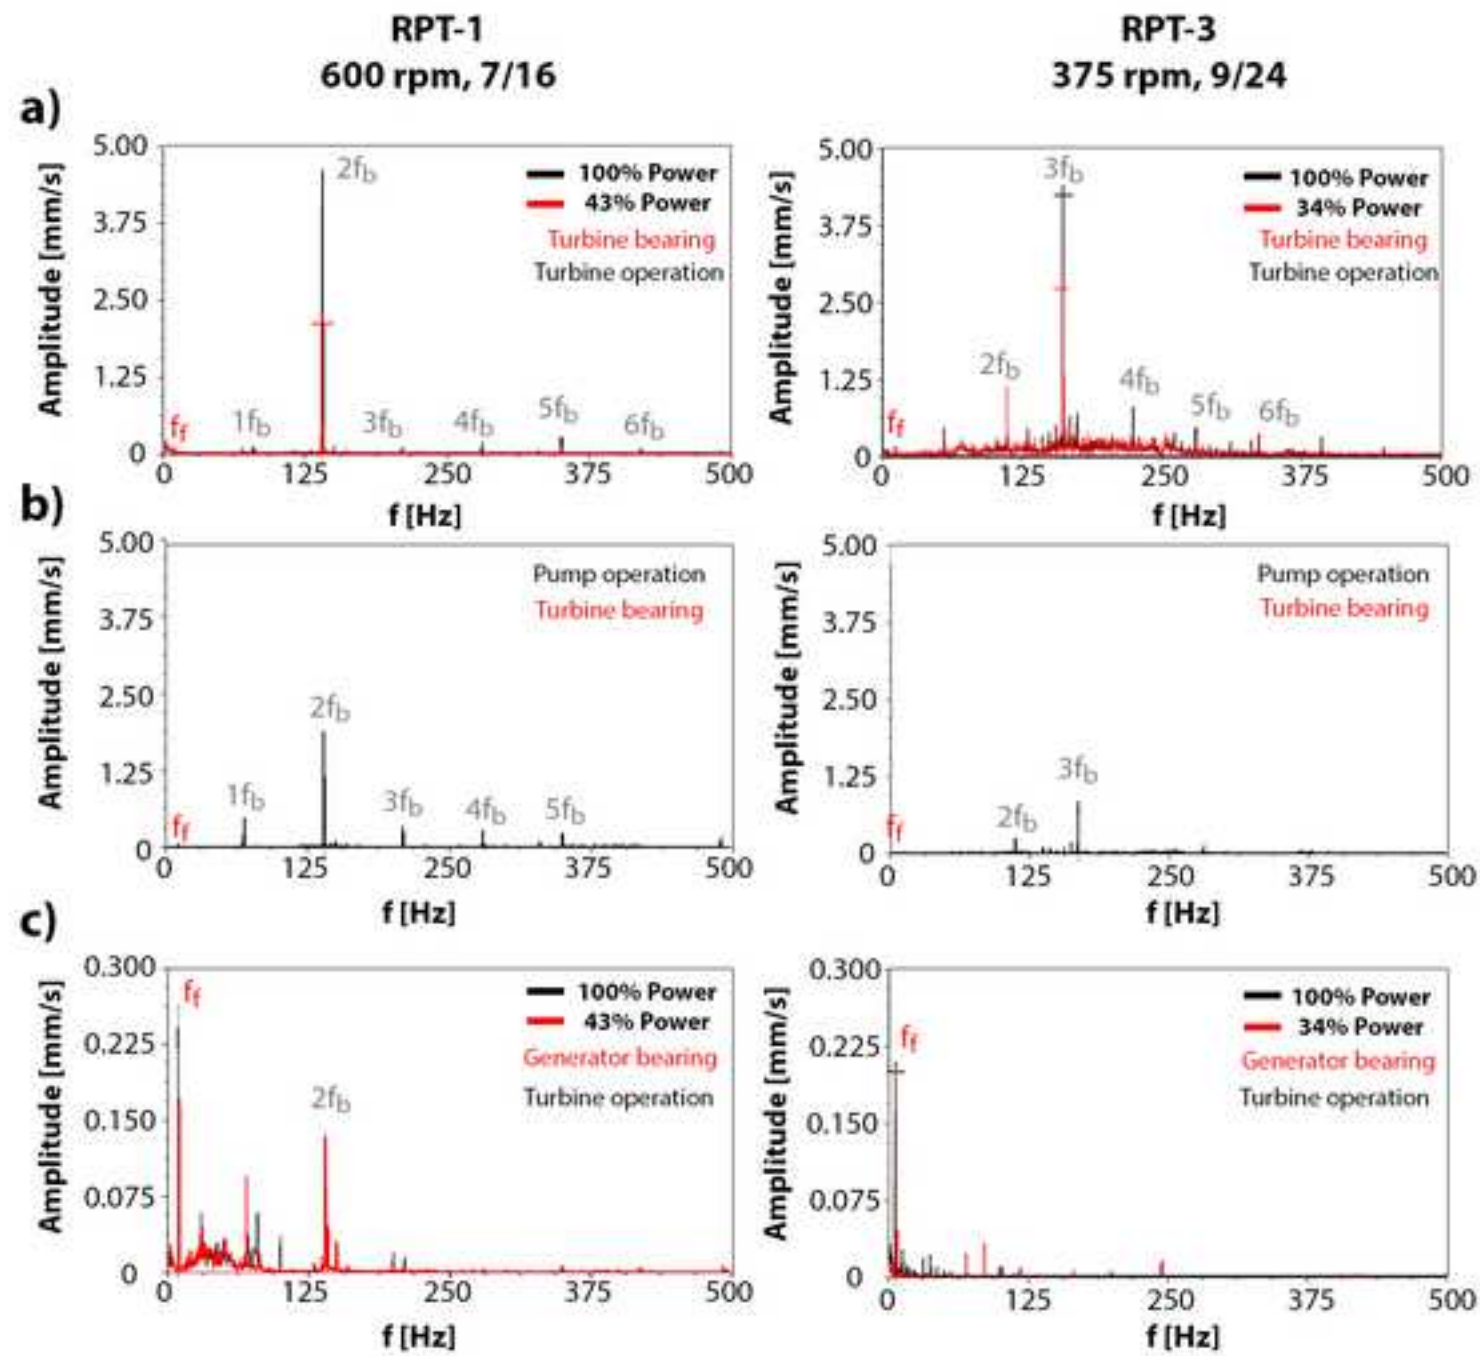 RPT-1
600 rpm, 7/16
RPT-3
375 rpm, 9/24
a)
Amplitude [mm/s]
5.00
3.75
2.50
1.25
0
2fb
100% Power
43% Power
Turbine bearing
Turbine operation
ff
1fb
3fb
4fb
5fb
6fb
0
125
250
375
500
f [Hz]
Amplitude [mm/s]
5.00
3.75
2.50
1.25
0
3fb
100% Power
34% Power
Turbine bearing
Turbine operation
2fb
4fb
5fb
6fb
ff
0
125
250
375
500
f [Hz]
b)
Amplitude [mm/s]
5.00
3.75
2.50
1.25
0
Pump operation
Turbine bearing
2fb
1fb
3fb
4fb
5fb
ff
0
125
250
375
500
f [Hz]
Amplitude [mm/s]
5.00
3.75
2.50
1.25
0
Pump operation
Turbine bearing
3fb
2fb
ff
0
125
250
375
500
f [Hz]
c)
Amplitude [mm/s]
0.300
0.225
0.150
0.075
0
ff
100% Power
43% Power
Generator bearing
Turbine operation
2fb
0
125
250
375
500
f [Hz]
Amplitude [mm/s]
0.300
0.225
0.150
0.075
0
ff
100% Power
34% Power
Generator bearing
Turbine operation
0
125
250
375
500
f [Hz]